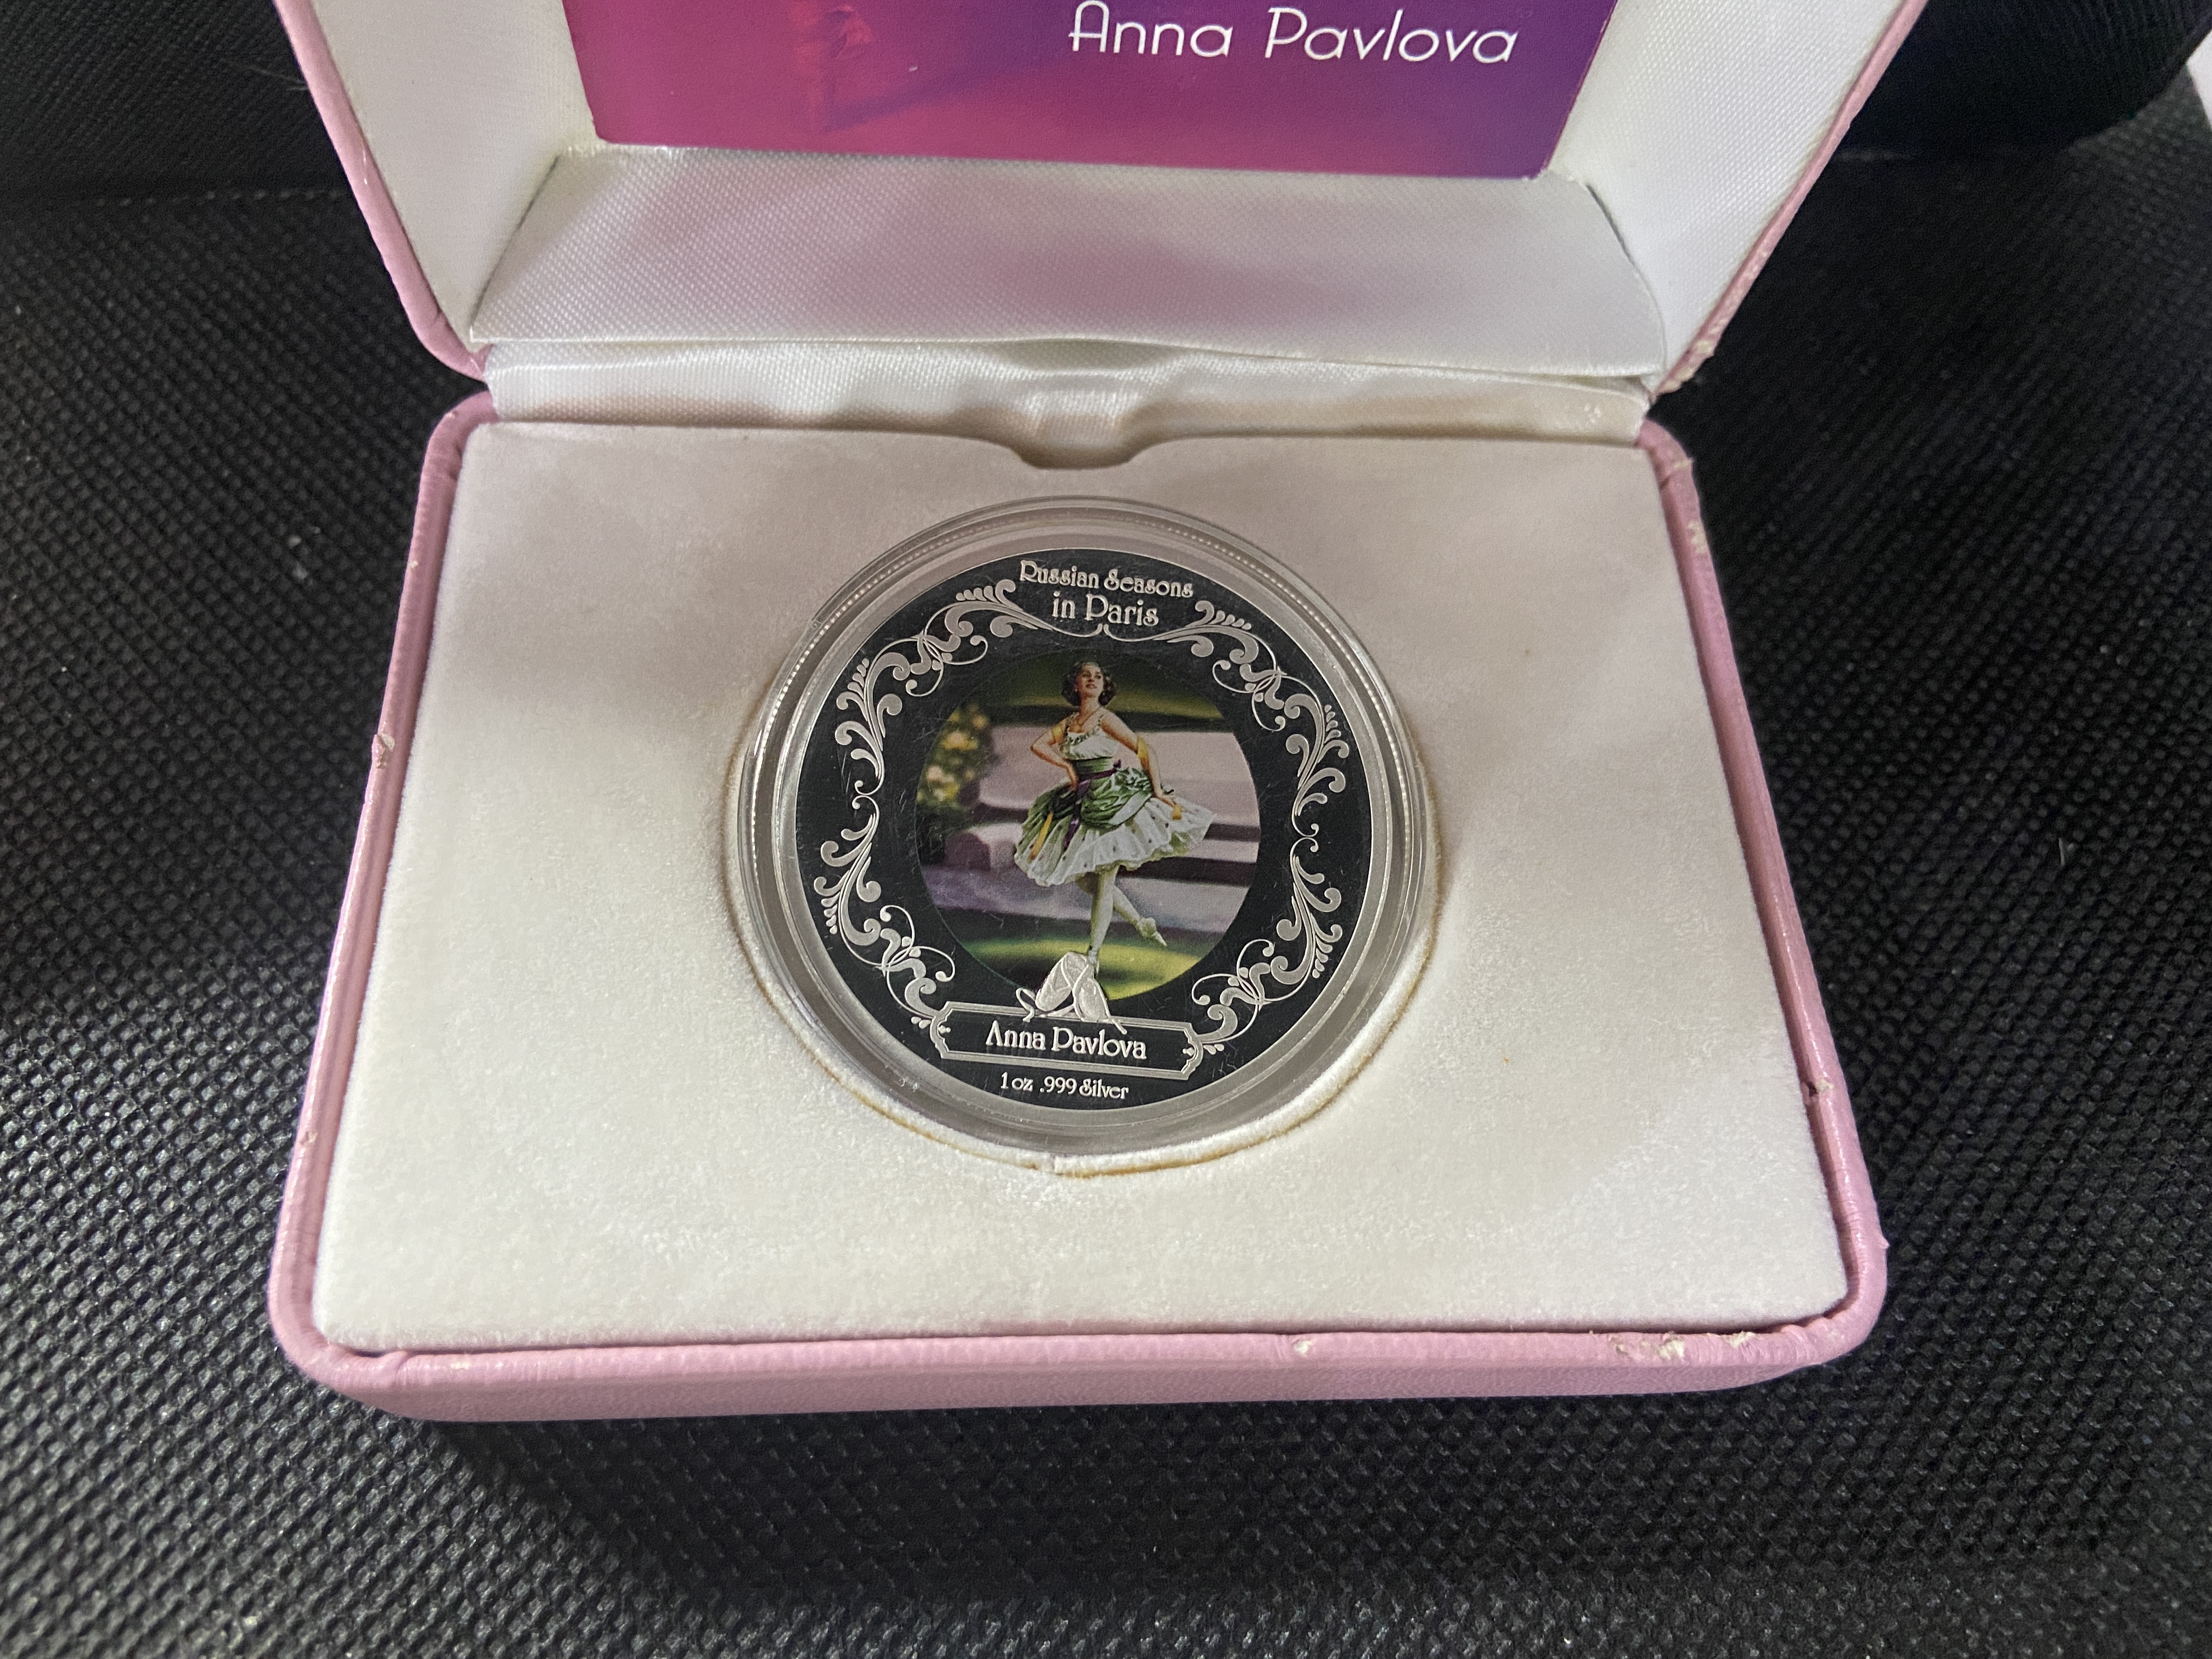 Anna Pavlova
Russian Seasons
in Paris
Anna Pavlova
1 oz .999 Silver